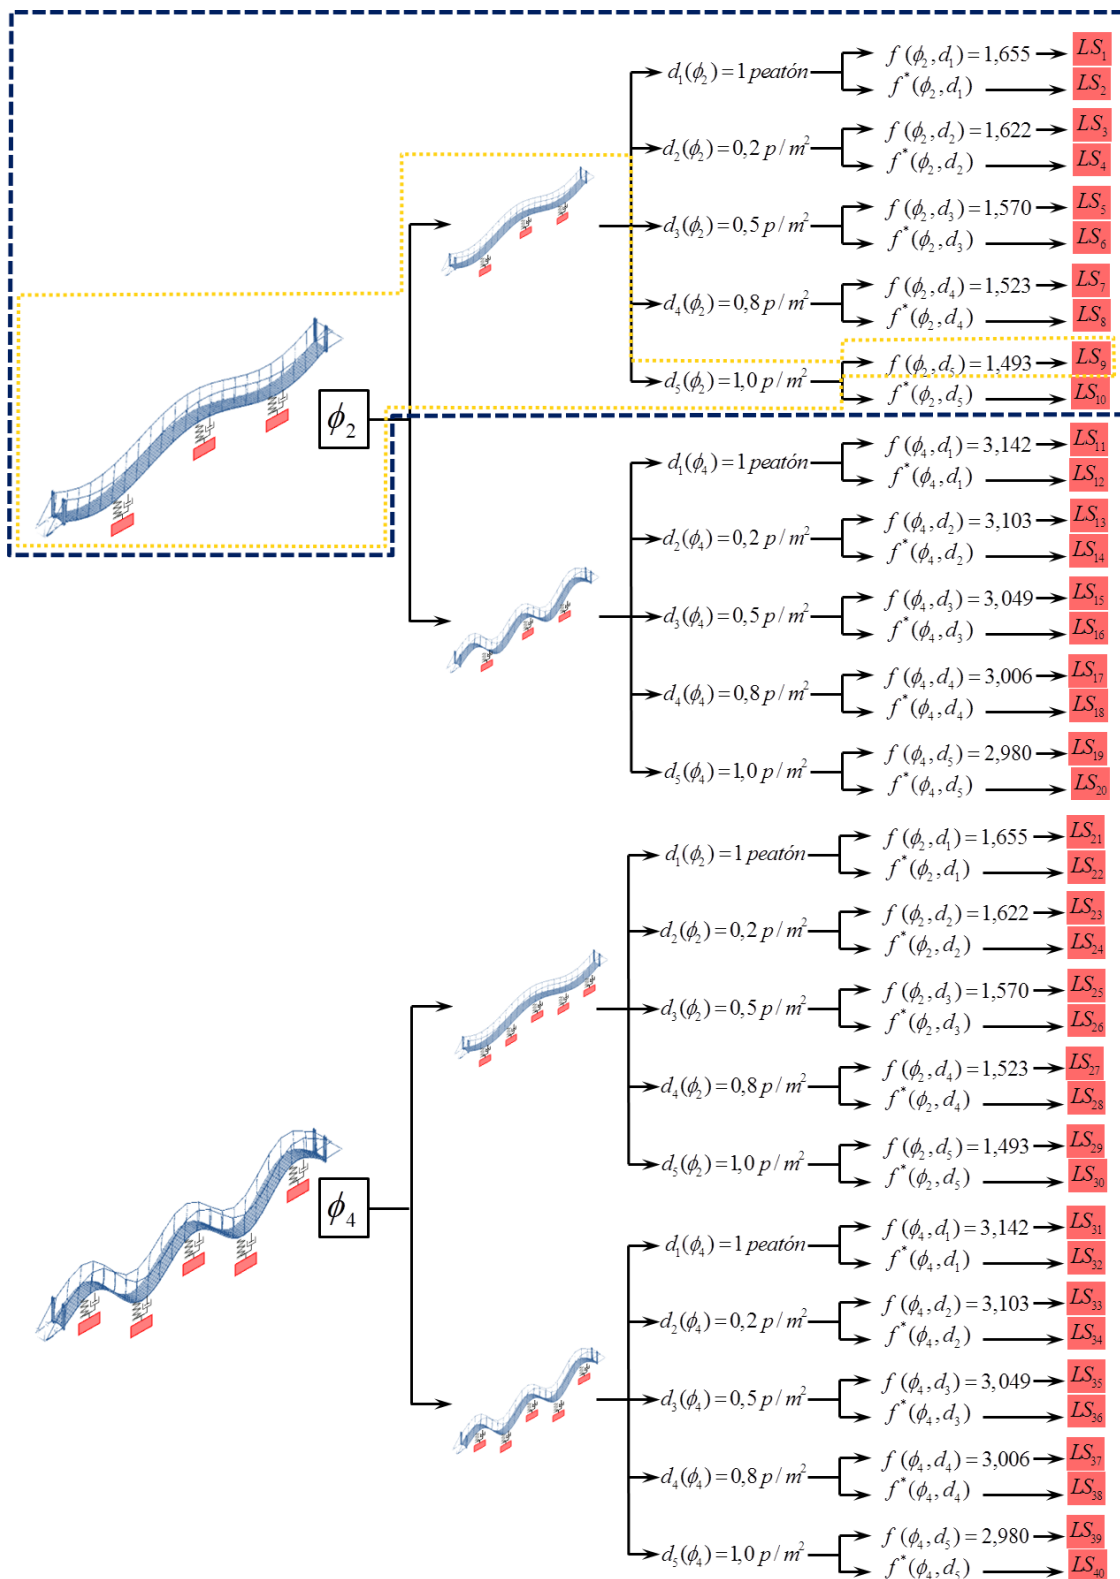 f(ϕ₂,d₁)=1,655 LS₁
d₁(ϕ₂)=1 peatón
f*(ϕ₂,d₁) LS₂
f(ϕ₂,d₂)=1,622 LS₃
d₂(ϕ₂)=0,2 p/m²
f*(ϕ₂,d₂) LS₄
f(ϕ₂,d₃)=1,570 LS₅
d₃(ϕ₂)=0,5 p/m²
f*(ϕ₂,d₃) LS₆
f(ϕ₂,d₄)=1,523 LS₇
d₄(ϕ₂)=0,8 p/m²
f*(ϕ₂,d₄) LS₈
f(ϕ₂,d₅)=1,493 LS₉
d₅(ϕ₂)=1,0 p/m²
f*(ϕ₂,d₅) LS₁₀
ϕ₂
f(ϕ₄,d₁)=3,142 LS₁₁
d₁(ϕ₄)=1 peatón
f*(ϕ₄,d₁) LS₁₂
f(ϕ₄,d₂)=3,103 LS₁₃
d₂(ϕ₄)=0,2 p/m²
f*(ϕ₄,d₂) LS₁₄
f(ϕ₄,d₃)=3,049 LS₁₅
d₃(ϕ₄)=0,5 p/m²
f*(ϕ₄,d₃) LS₁₆
f(ϕ₄,d₄)=3,006 LS₁₇
d₄(ϕ₄)=0,8 p/m²
f*(ϕ₄,d₄) LS₁₈
f(ϕ₄,d₅)=2,980 LS₁₉
d₅(ϕ₄)=1,0 p/m²
f*(ϕ₄,d₅) LS₂₀
f(ϕ₂,d₁)=1,655 LS₂₁
d₁(ϕ₂)=1 peatón
f*(ϕ₂,d₁) LS₂₂
f(ϕ₂,d₂)=1,622 LS₂₃
d₂(ϕ₂)=0,2 p/m²
f*(ϕ₂,d₂) LS₂₄
f(ϕ₂,d₃)=1,570 LS₂₅
d₃(ϕ₂)=0,5 p/m²
f*(ϕ₂,d₃) LS₂₆
f(ϕ₂,d₄)=1,523 LS₂₇
d₄(ϕ₂)=0,8 p/m²
f*(ϕ₂,d₄) LS₂₈
f(ϕ₂,d₅)=1,493 LS₂₉
d₅(ϕ₂)=1,0 p/m²
f*(ϕ₂,d₅) LS₃₀
ϕ₄
f(ϕ₄,d₁)=3,142 LS₃₁
d₁(ϕ₄)=1 peatón
f*(ϕ₄,d₁) LS₃₂
f(ϕ₄,d₂)=3,103 LS₃₃
d₂(ϕ₄)=0,2 p/m²
f*(ϕ₄,d₂) LS₃₄
f(ϕ₄,d₃)=3,049 LS₃₅
d₃(ϕ₄)=0,5 p/m²
f*(ϕ₄,d₃) LS₃₆
f(ϕ₄,d₄)=3,006 LS₃₇
d₄(ϕ₄)=0,8 p/m²
f*(ϕ₄,d₄) LS₃₈
f(ϕ₄,d₅)=2,980 LS₃₉
d₅(ϕ₄)=1,0 p/m²
f*(ϕ₄,d₅) LS₄₀